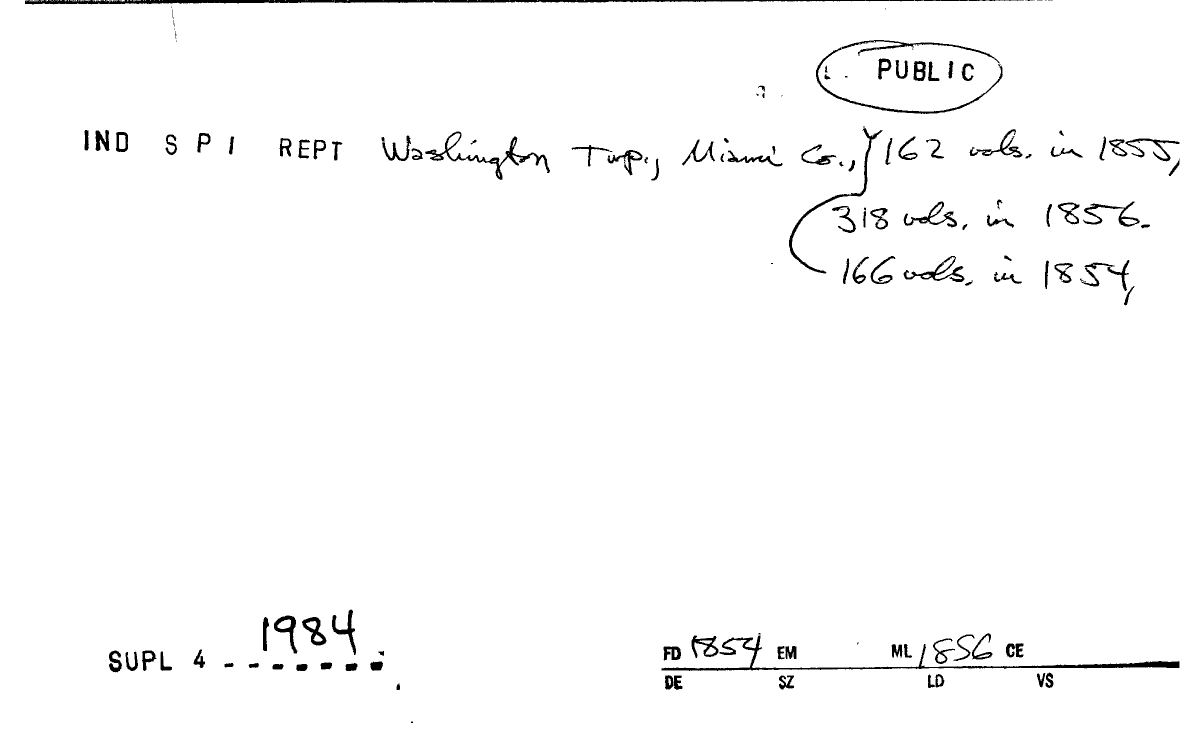 PUBLIC
IND S P I REPT Washington Twp., Miami Co., 162 vols. in 1855,
318 vols. in 1856.
166 vols. in 1854,
1984
SUPL 4 -------
FD 1854 EM ML 1856 CE
DE SZ LD VS